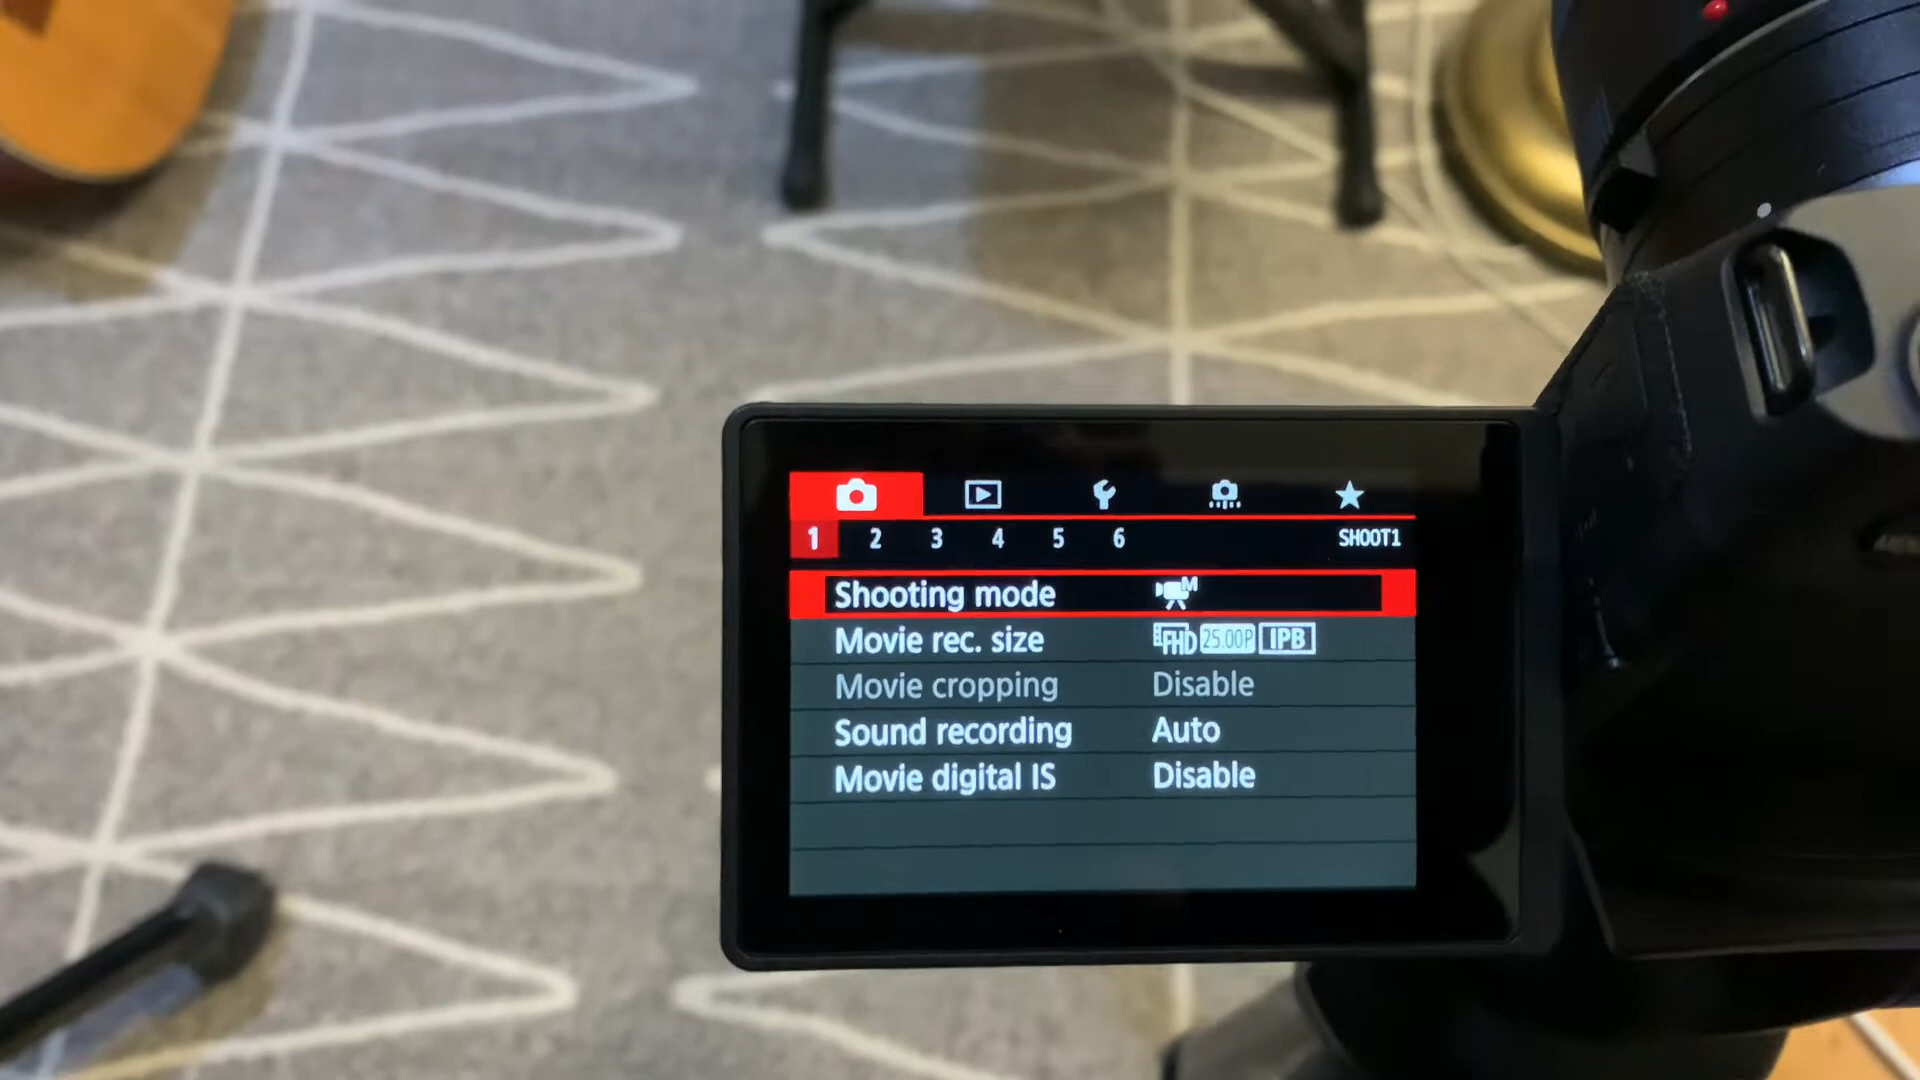 1 2 3 4 5 6 SHOOT1
Shooting mode M
Movie rec. size FHD 25.00P IPB
Movie cropping Disable
Sound recording Auto
Movie digital IS Disable